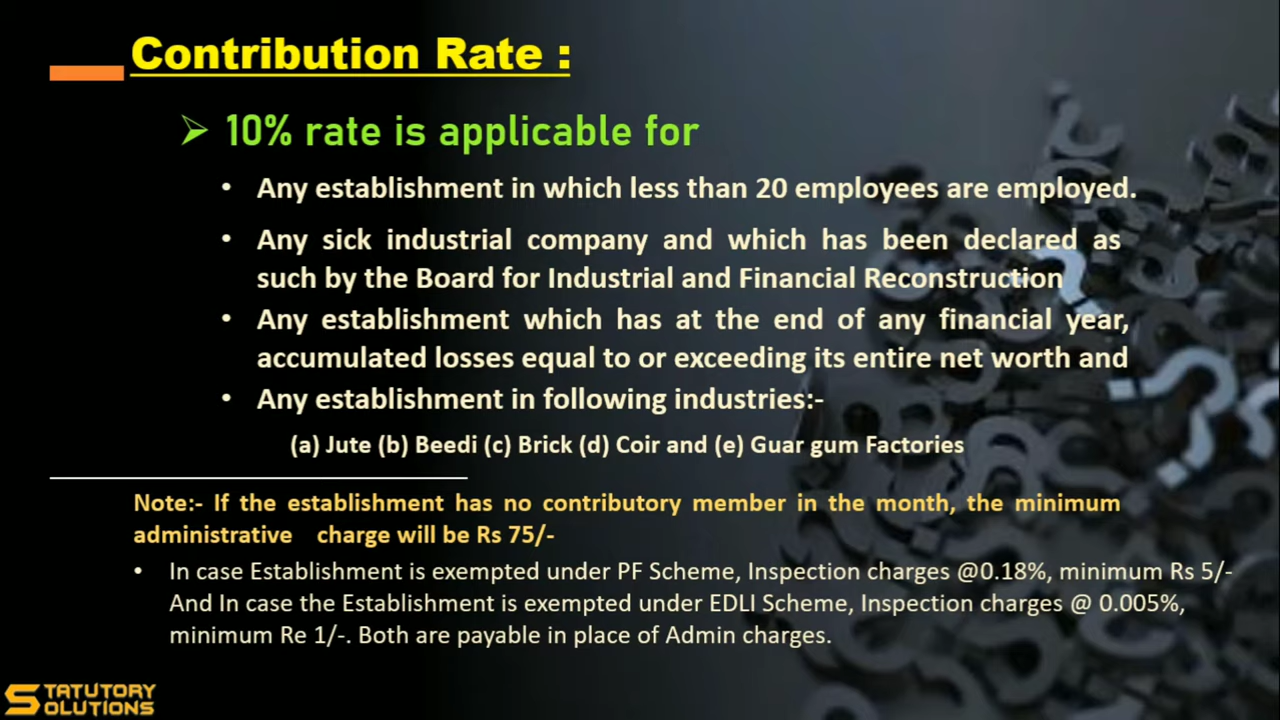 Contribution Rate :
10% rate is applicable for
• Any establishment in which less than 20 employees are employed.
• Any sick industrial company and which has been declared as
such by the Board for Industrial and Financial Reconstruction
• Any establishment which has at the end of any financial year,
accumulated losses equal to or exceeding its entire net worth and
• Any establishment in following industries:-
(a) Jute (b) Beedi (c) Brick (d) Coir and (e) Guar gum Factories
Note:- If the establishment has no contributory member in the month, the minimum
administrative charge will be Rs 75/-
• In case Establishment is exempted under PF Scheme, Inspection charges @0.18%, minimum Rs 5/-
And In case the Establishment is exempted under EDLI Scheme, Inspection charges @ 0.005%,
minimum Re 1/-. Both are payable in place of Admin charges.
STATUTORY
SOLUTIONS